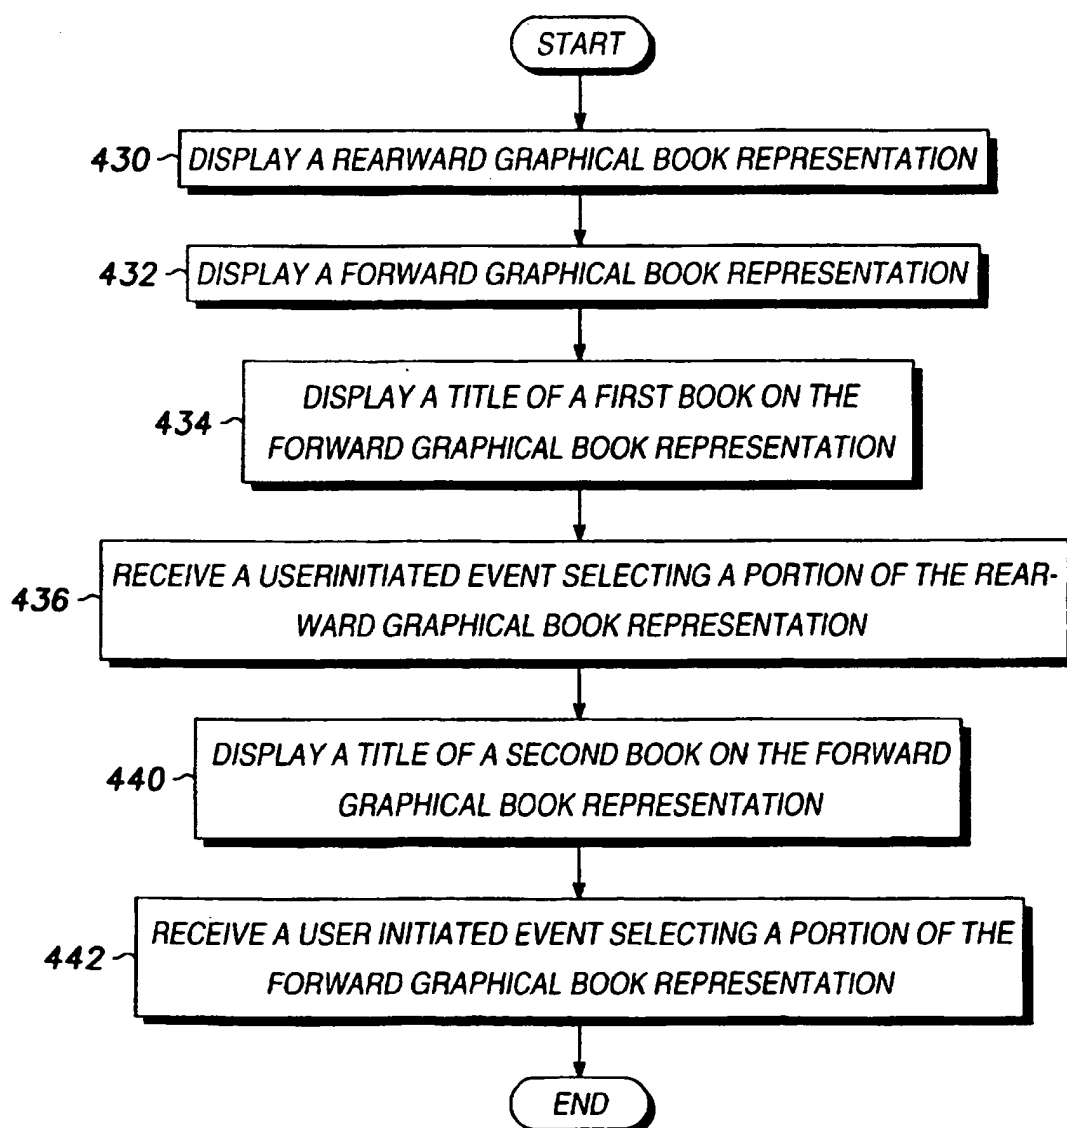 START
430 DISPLAY A REARWARD GRAPHICAL BOOK REPRESENTATION
432 DISPLAY A FORWARD GRAPHICAL BOOK REPRESENTATION
DISPLAY A TITLE OF A FIRST BOOK ON THE
434
FORWARD GRAPHICAL BOOK REPRESENTATION
RECEIVE A USERINITIATED EVENT SELECTING A PORTION OF THE REAR-
436
WARD GRAPHICAL BOOK REPRESENTATION
DISPLAY A TITLE OF A SECOND BOOK ON THE FORWARD
440
GRAPHICAL BOOK REPRESENTATION
RECEIVE A USER INITIATED EVENT SELECTING A PORTION OF THE
442
FORWARD GRAPHICAL BOOK REPRESENTATION
END